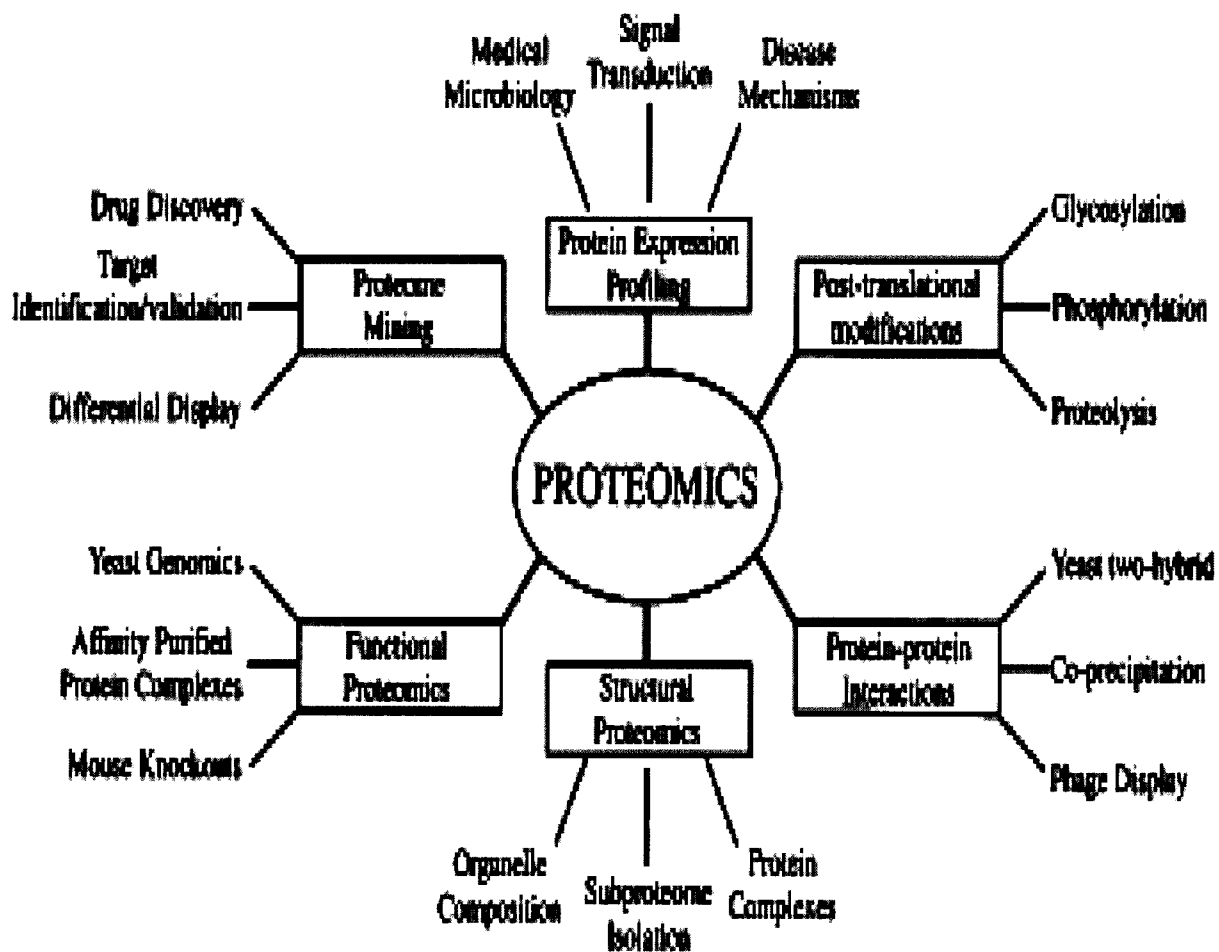 Medical
Microbiology
Signal
Transduction
Disease
Mechanisms
Drug Discovery
Target
Identification/validation
Differential Display
Proteome
Mining
Protein Expression
Profiling
Post-translational
modifications
Glycosylation
Phosphorylation
Proteolysis
PROTEOMICS
Yeast Genomics
Affinity Purified
Protein Complexes
Mouse Knockouts
Functional
Proteomics
Structural
Proteomics
Protein-protein
Interactions
Yeast two-hybrid
Co-precipitation
Phage Display
Organelle
Composition
Subproteome
Isolation
Protein
Complexes